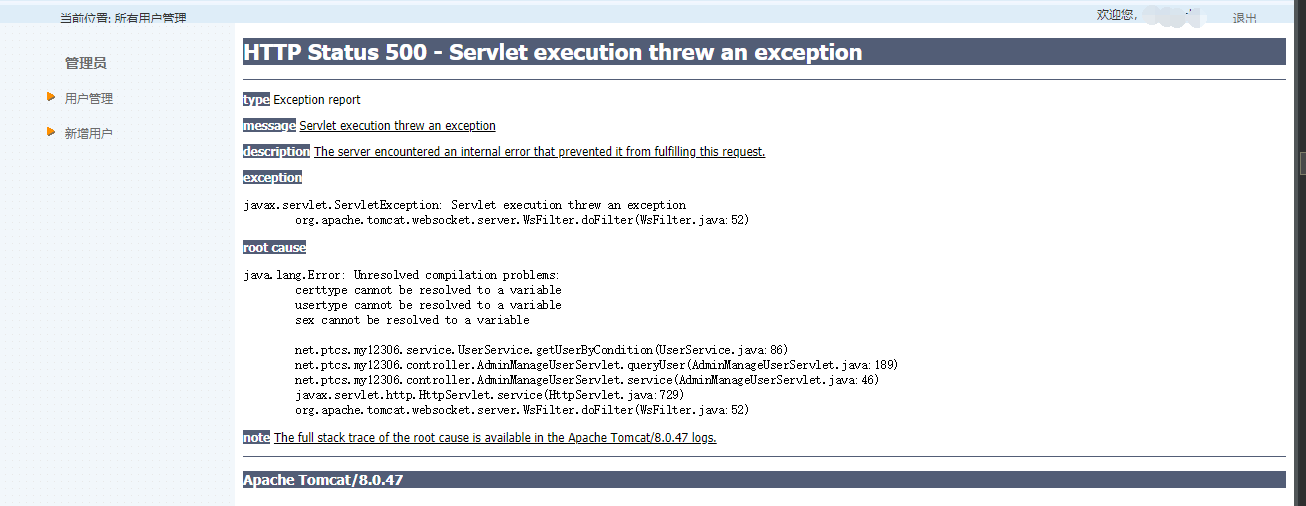 当前位置: 所有用户管理
欢迎您,
退出
管理员
用户管理
新增用户
HTTP Status 500 - Servlet execution threw an exception
type Exception report
message Servlet execution threw an exception
description The server encountered an internal error that prevented it from fulfilling this request.
exception
javax.servlet.ServletException: Servlet execution threw an exception
org.apache.tomcat.websocket.server.WsFilter.doFilter(WsFilter.java:52)
root cause
java.lang.Error: Unresolved compilation problems:
certtype cannot be resolved to a variable
usertype cannot be resolved to a variable
sex cannot be resolved to a variable
net.ptcs.my12306.service.UserService.getUserByCondition(UserService.java:86)
net.ptcs.my12306.controller.AdminManageUserServlet.queryUser(AdminManageUserServlet.java:189)
net.ptcs.my12306.controller.AdminManageUserServlet.service(AdminManageUserServlet.java:46)
javax.servlet.http.HttpServlet.service(HttpServlet.java:729)
org.apache.tomcat.websocket.server.WsFilter.doFilter(WsFilter.java:52)
note The full stack trace of the root cause is available in the Apache Tomcat/8.0.47 logs.
Apache Tomcat/8.0.47